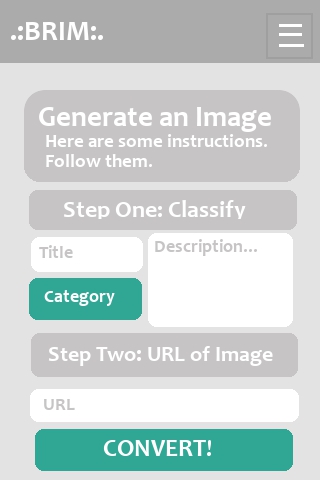 .:BRIM:.
Generate an Image
Here are some instructions.
Follow them.
Step One: Classify
Title
Description...
Category
Step Two: URL of Image
URL
CONVERT!